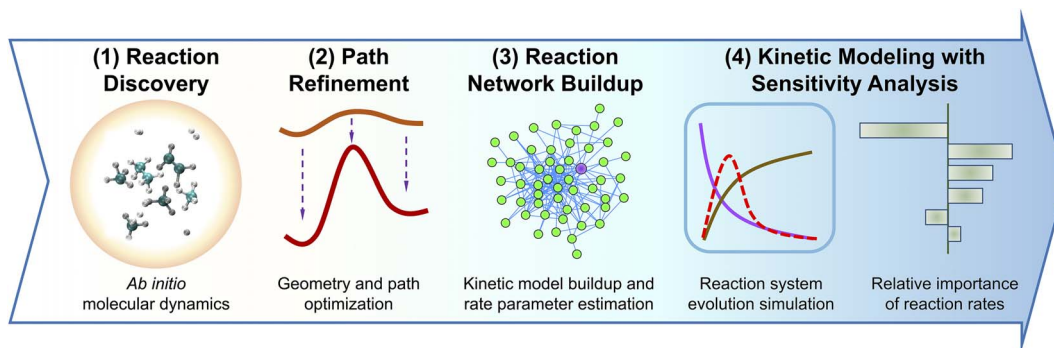 (1) Reaction
Discovery
Ab initio
molecular dynamics
(2) Path
Refinement
Geometry and path
optimization
(3) Reaction
Network Buildup
Kinetic model buildup and
rate parameter estimation
(4) Kinetic Modeling with
Sensitivity Analysis
Reaction system
evolution simulation
Relative importance
of reaction rates